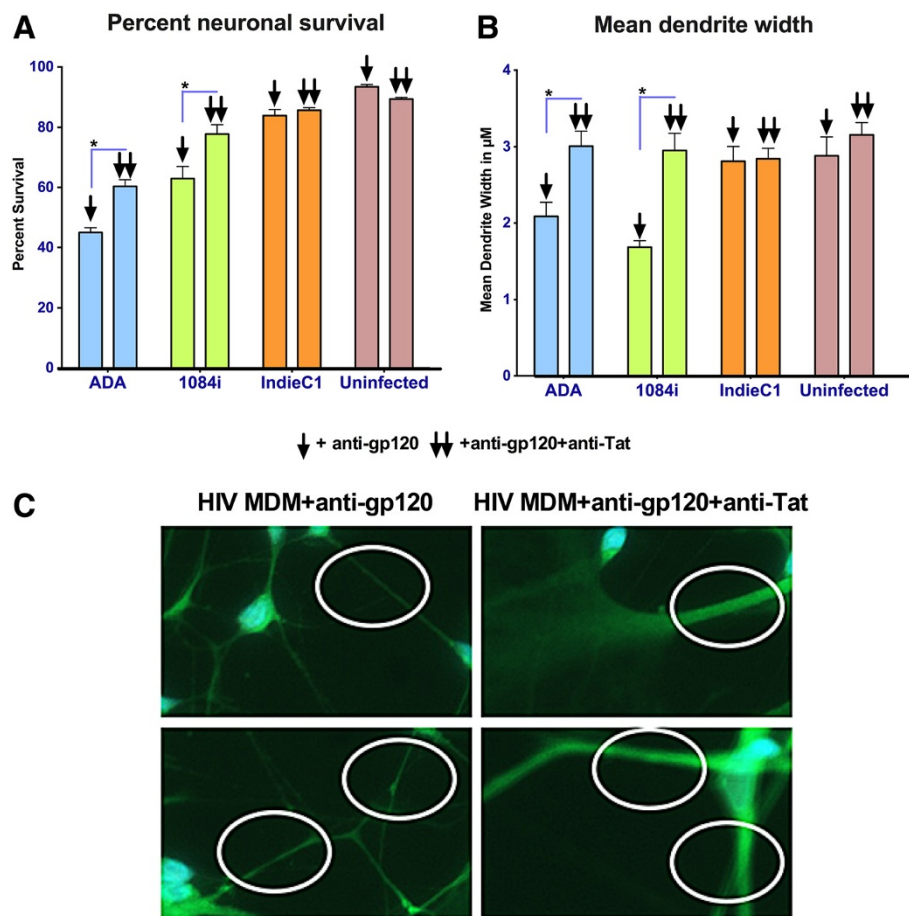 A
Percent neuronal survival
100
80
60
40
20
0
Percent Survival
*
*
ADA
1084i
IndieC1
Uninfected
B
Mean dendrite width
4
3
2
1
0
Mean Dendrite Width in µM
*
*
ADA
1084i
IndieC1
Uninfected
+ anti-gp120
+anti-gp120+anti-Tat
C
HIV MDM+anti-gp120
HIV MDM+anti-gp120+anti-Tat